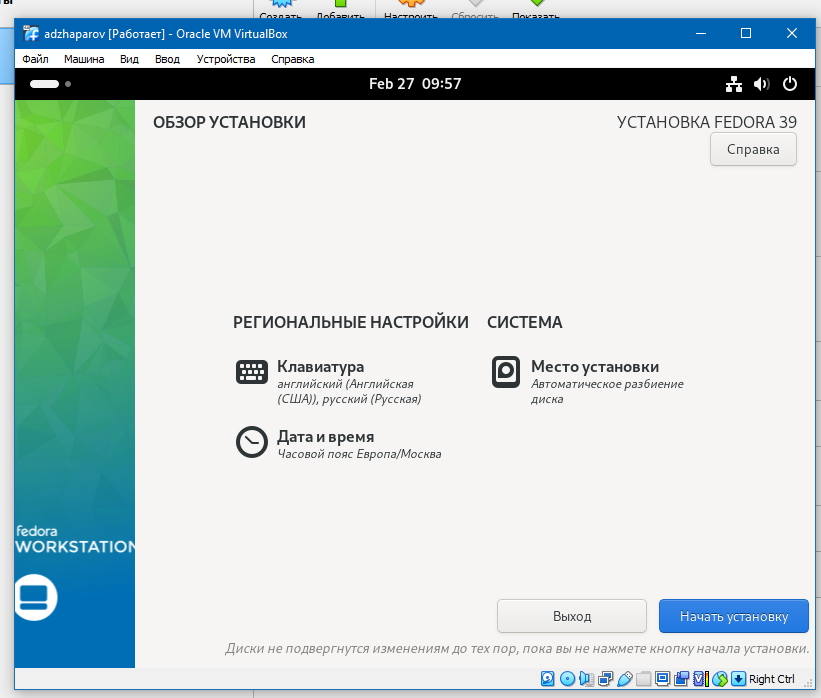 Создать Добавить Настроить Сбросить Показать
adzhaparov [Работает] - Oracle VM VirtualBox
Файл Машина Вид Ввод Устройства Справка
Feb 27 09:57
ОБЗОР УСТАНОВКИ
УСТАНОВКА FEDORA 39
Справка
РЕГИОНАЛЬНЫЕ НАСТРОЙКИ
Клавиатура
английский (Английская
(США)), русский (Русская)
Дата и время
Часовой пояс Европа/Москва
СИСТЕМА
Место установки
Автоматическое разбиение
диска
fedora
WORKSTATION
Выход
Начать установку
Диски не подвергнутся изменениям до тех пор, пока вы не нажмете кнопку начала установки.
Right Ctrl